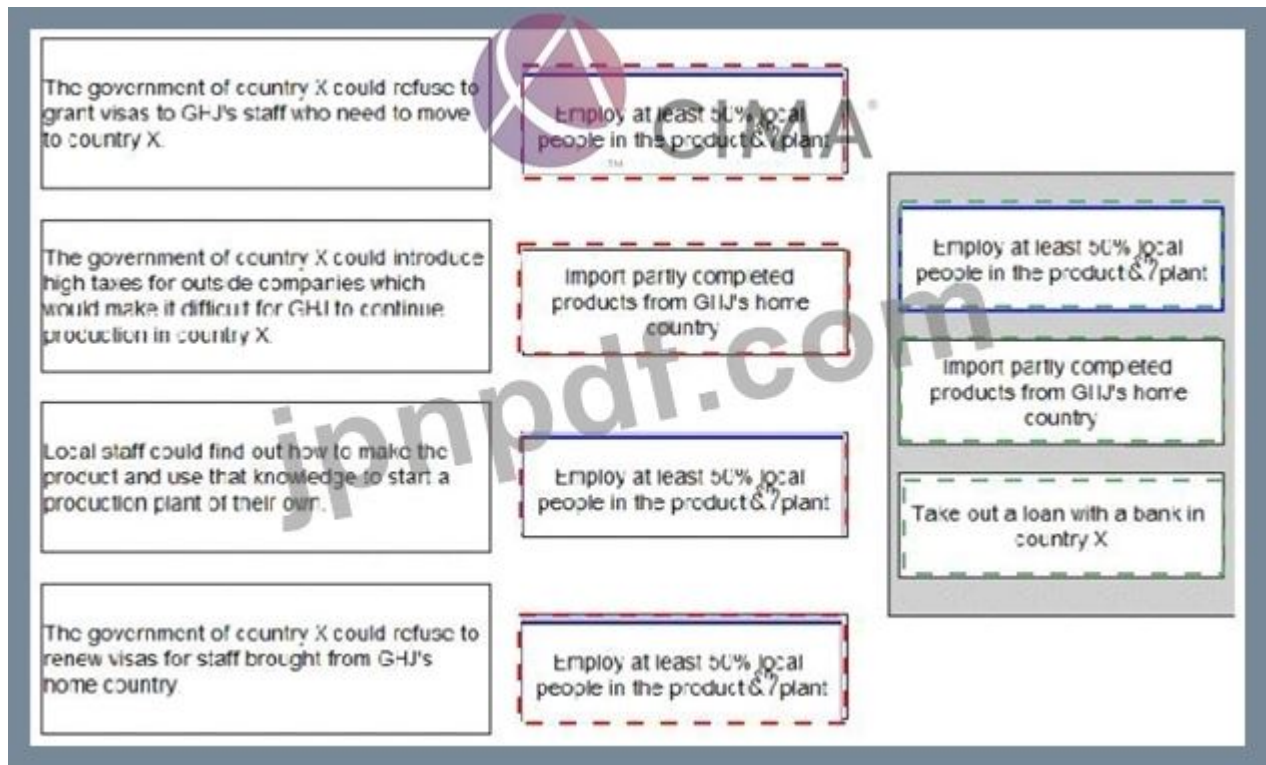 The government of country X could refuse to
grant visas to GHJ's staff who need to move
to country X.
Employ at least 50% local
people in the product&?plant
CIMA
TM
The government of country X could introduce
high taxes for outside companies which
would make it difficult for GHJ to continue
production in country X.
Import partly completed
products from GHJ's home
country
Local staff could find out how to make the
product and use that knowledge to start a
production plant of their own.
Employ at least 50% local
people in the product&?plant
The government of country X could refuse to
renew visas for staff brought from GHJ's
home country.
Employ at least 50% local
people in the product&?plant
Employ at least 50% local
people in the product&?plant
Import partly completed
products from GHJ's home
country
Take out a loan with a bank in
country X
jpnpdf.com